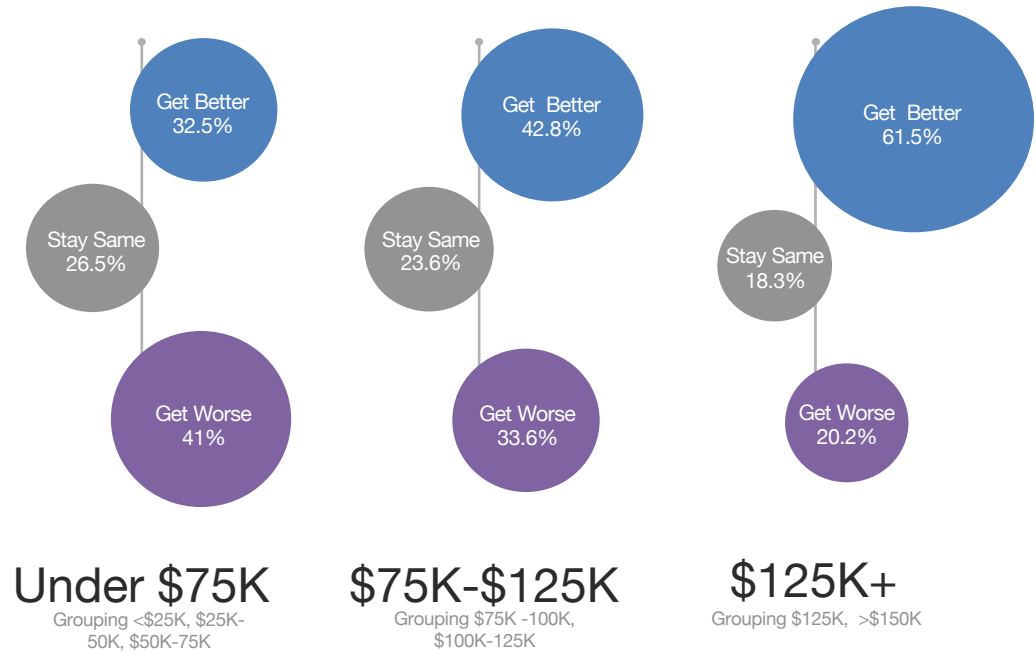 Get Better
32.5%
Stay Same
26.5%
Get Worse
41%
Under $75K
Grouping <$25K, $25K-
50K, $50K-75K
Get Better
42.8%
Stay Same
23.6%
Get Worse
33.6%
$75K-$125K
Grouping $75K -100K,
$100K-125K
Get Better
61.5%
Stay Same
18.3%
Get Worse
20.2%
$125K+
Grouping $125K, >$150K